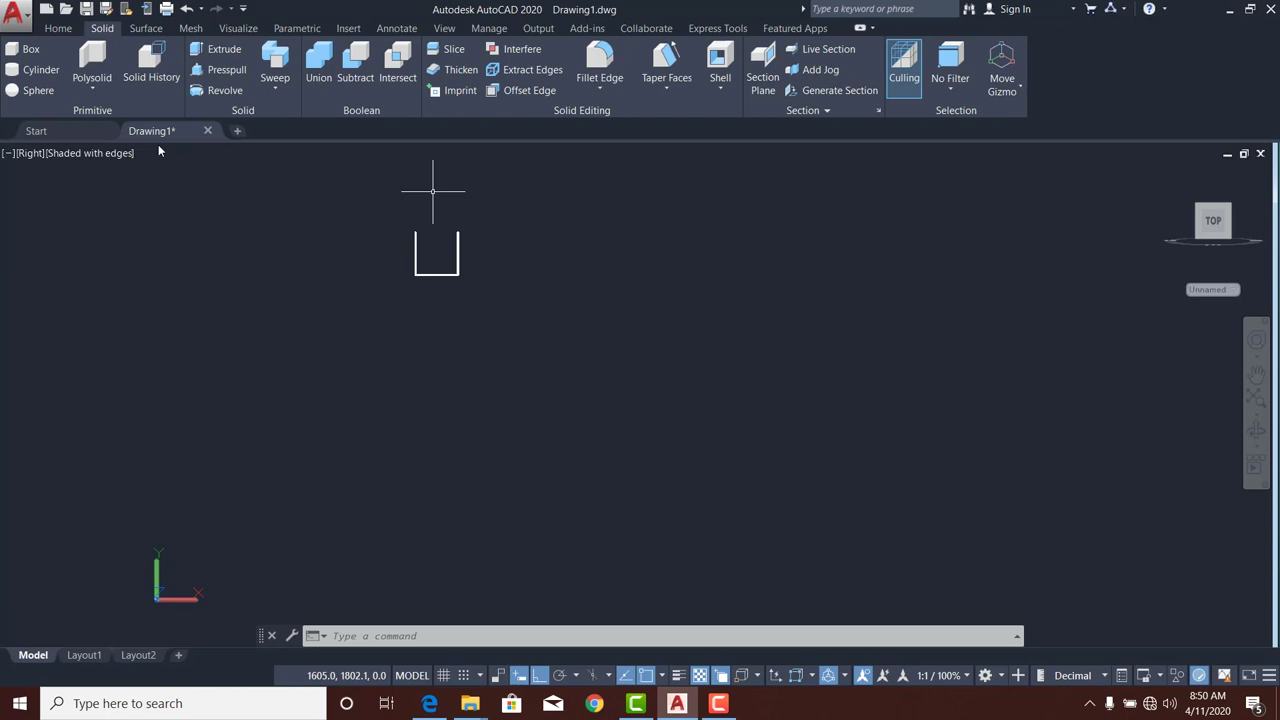 Autodesk AutoCAD 2020 Drawing1.dwg
Type a keyword or phrase
Sign In
Home Solid Surface Mesh Visualize Parametric Insert Annotate View Manage Output Add-ins Collaborate Express Tools Featured Apps
Box
Cylinder
Sphere
Polysolid
Solid History
Primitive
Extrude
Presspull
Revolve
Sweep
Solid
Union
Subtract
Intersect
Boolean
Slice
Thicken
Imprint
Interfere
Extract Edges
Offset Edge
Fillet Edge
Taper Faces
Shell
Solid Editing
Section
Plane
Live Section
Add Jog
Generate Section
Section
Culling
No Filter
Move
Gizmo
Selection
Start
Drawing1*
[−][Right][Shaded with edges]
TOP
Unnamed
Y
X
Type a command
Model Layout1 Layout2
1605.0, 1802.1, 0.0 MODEL
1:1 / 100%
Decimal
Type here to search
8:50 AM
4/11/2020